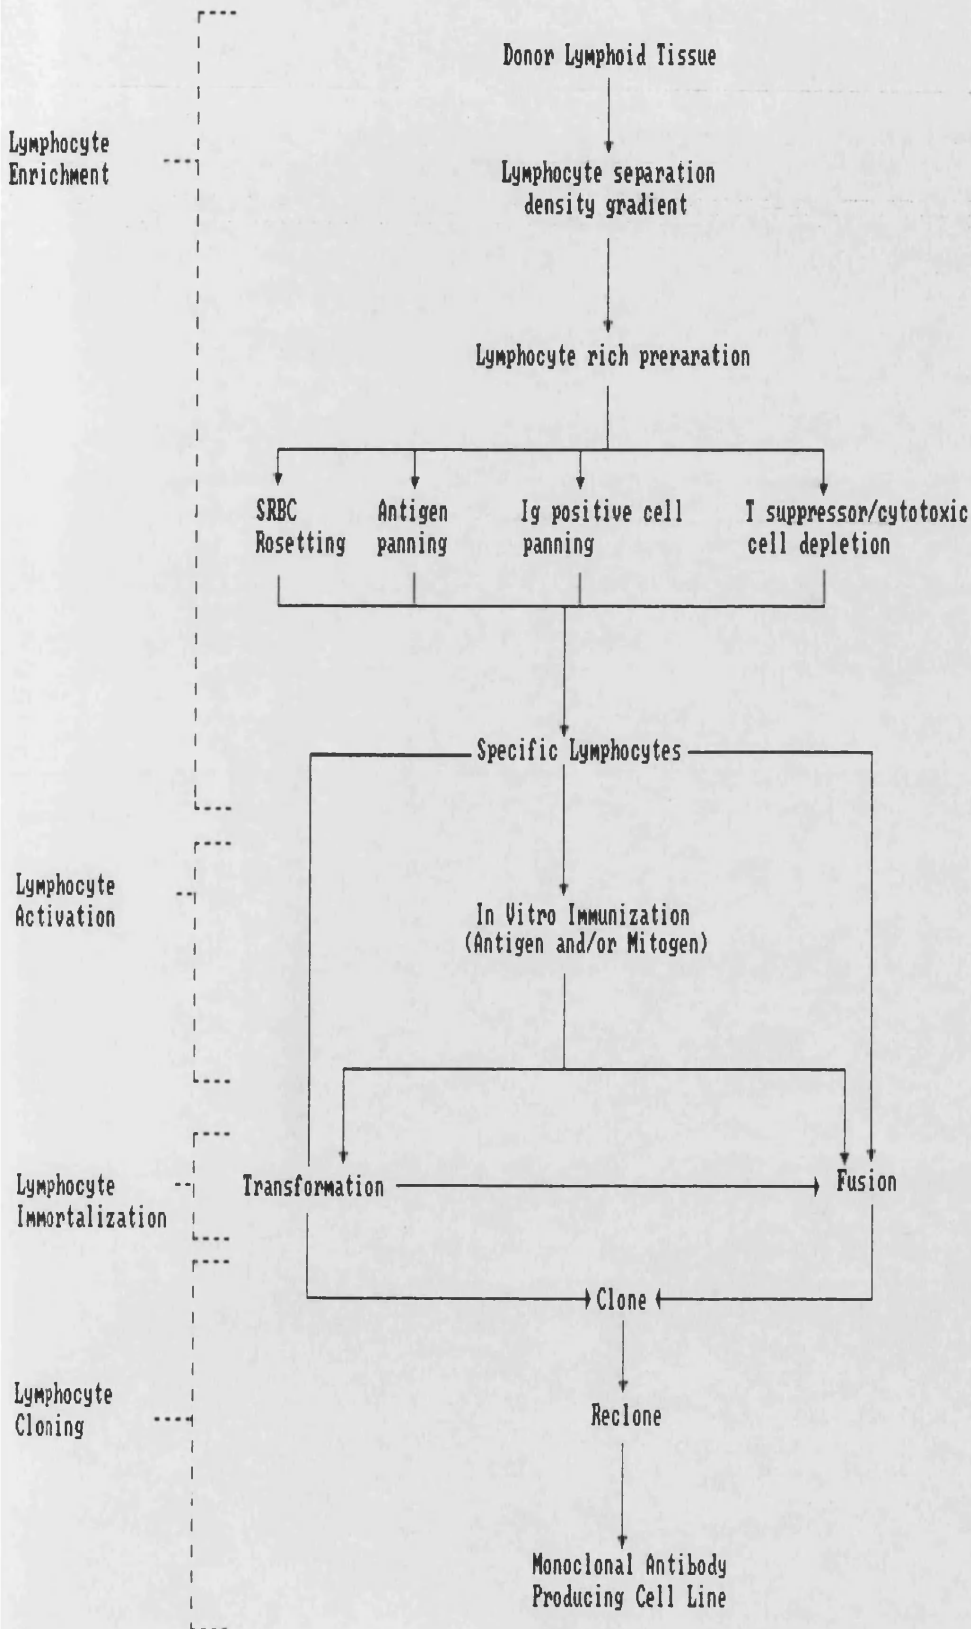 Donor Lymphoid Tissue
Lymphocyte
Enrichment
Lymphocyte separation
density gradient
Lymphocyte rich preraration
SRBC
Rosetting
Antigen
panning
Ig positive cell
panning
T suppressor/cytotoxic
cell depletion
Specific Lymphocytes
Lymphocyte
Activation
In Vitro Immunization
(Antigen and/or Mitogen)
Lymphocyte
Immortalization
Transformation
Fusion
Clone
Lymphocyte
Cloning
Reclone
Monoclonal Antibody
Producing Cell Line